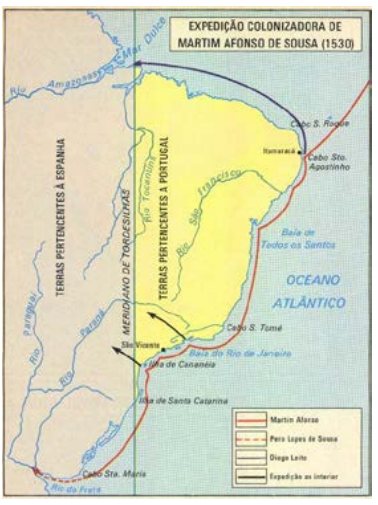 EXPEDIÇÃO COLONIZADORA DE
MARTIM AFONSO DE SOUSA (1530)
Mar Dulce
Rio Amazonas
Cabo S. Roque
Itamaracá
Cabo Sto.
Agostinho
TERRAS PERTENCENTES À ESPANHA
MERIDIANO DE TORDESILHAS
Rio Tocantins
TERRAS PERTENCENTES A PORTUGAL
Rio São Francisco
Baía de
Todos os Santos
OCEANO
ATLÂNTICO
Rio Paraguai
Rio Paraná
Cabo S. Tomé
São Vicente
Baía do Rio de Janeiro
Ilha de Cananéia
Ilha de Santa Catarina
Cabo Sta. Maria
Rio da Prata
Martim Afonso
Pero Lopes de Sousa
Diogo Leite
Expedição ao interior